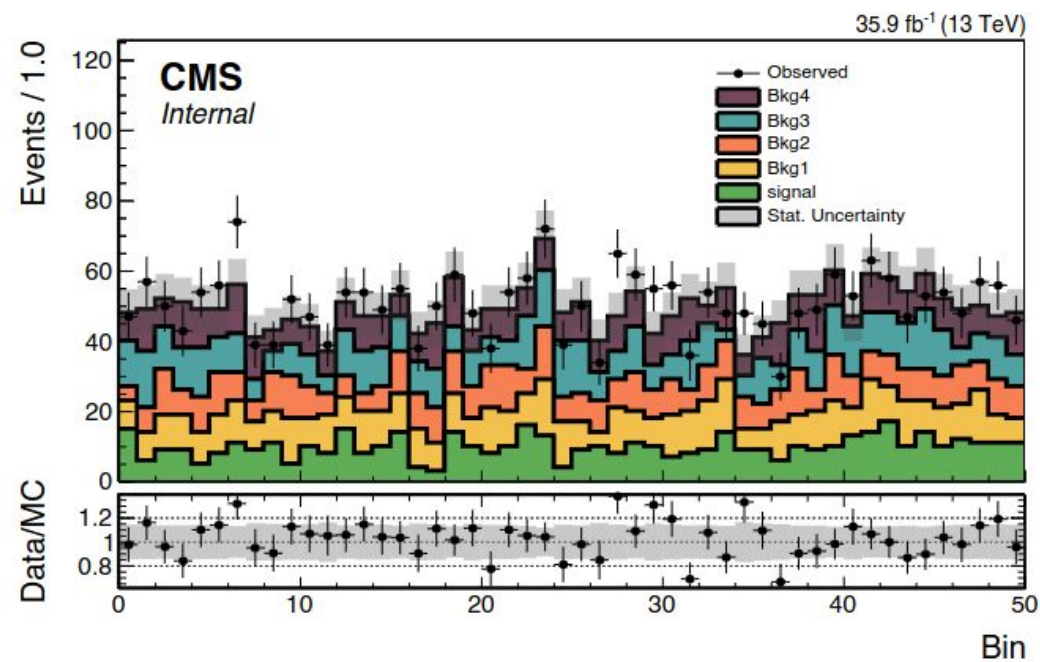 35.9 fb⁻¹ (13 TeV)
Events / 1.0
120
100
80
60
40
20
0
CMS
Internal
Observed
Bkg4
Bkg3
Bkg2
Bkg1
signal
Stat. Uncertainty
Data/MC
1.2
1
0.8
0 10 20 30 40 50
Bin